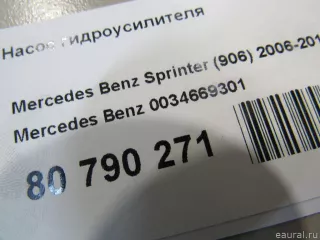 Насос гидроусилителя
Mercedes Benz Sprinter (906) 2006-201
Mercedes Benz 0034669301
80 790 271
eaural.ru